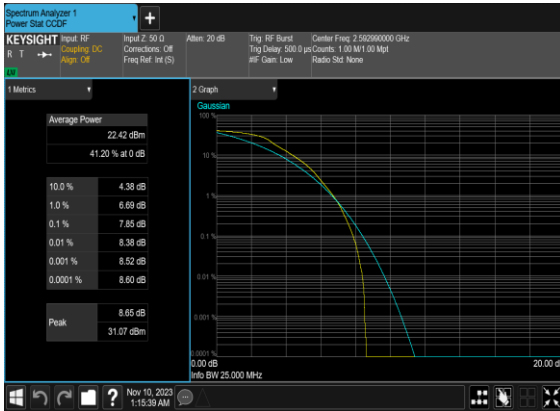 Spectrum Analyzer 1
Power Stat CCDF
+
KEYSIGHT
R T
LV
Input: RF
Coupling: DC
Align: Off
Input Z: 50 Ω
Corrections: Off
Freq Ref: Int (S)
Atten: 20 dB
Trig: RF Burst
Trig Delay: 500.0 µs
#IF Gain: Low
Center Freq: 2.592990000 GHz
Counts: 1.00 M/1.00 Mpt
Radio Std: None
1 Metrics
Average Power
22.42 dBm
41.20 % at 0 dB
10.0 % 4.38 dB
1.0 % 6.69 dB
0.1 % 7.85 dB
0.01 % 8.38 dB
0.001 % 8.52 dB
0.0001 % 8.60 dB
Peak
8.65 dB
31.07 dBm
2 Graph
Gaussian
100 %
10 %
1 %
0.1 %
0.01 %
0.001 %
0.0001 %
0.00 dB
20.00 d
Info BW 25.000 MHz
?
Nov 10, 2023
1:15:39 AM